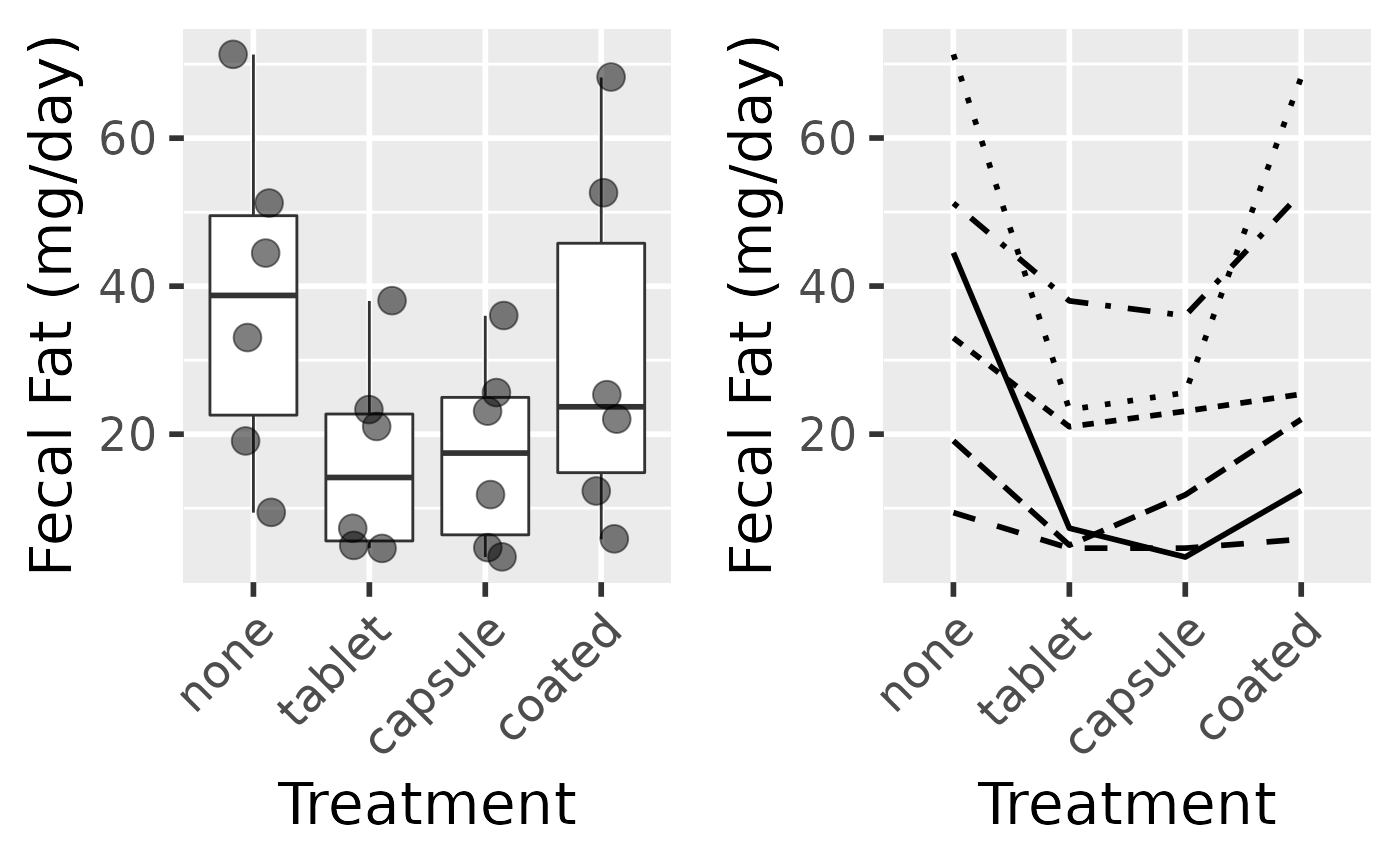 Fecal Fat (mg/day)
60
40
20
none
tablet
capsule
coated
Treatment
Fecal Fat (mg/day)
60
40
20
none
tablet
capsule
coated
Treatment